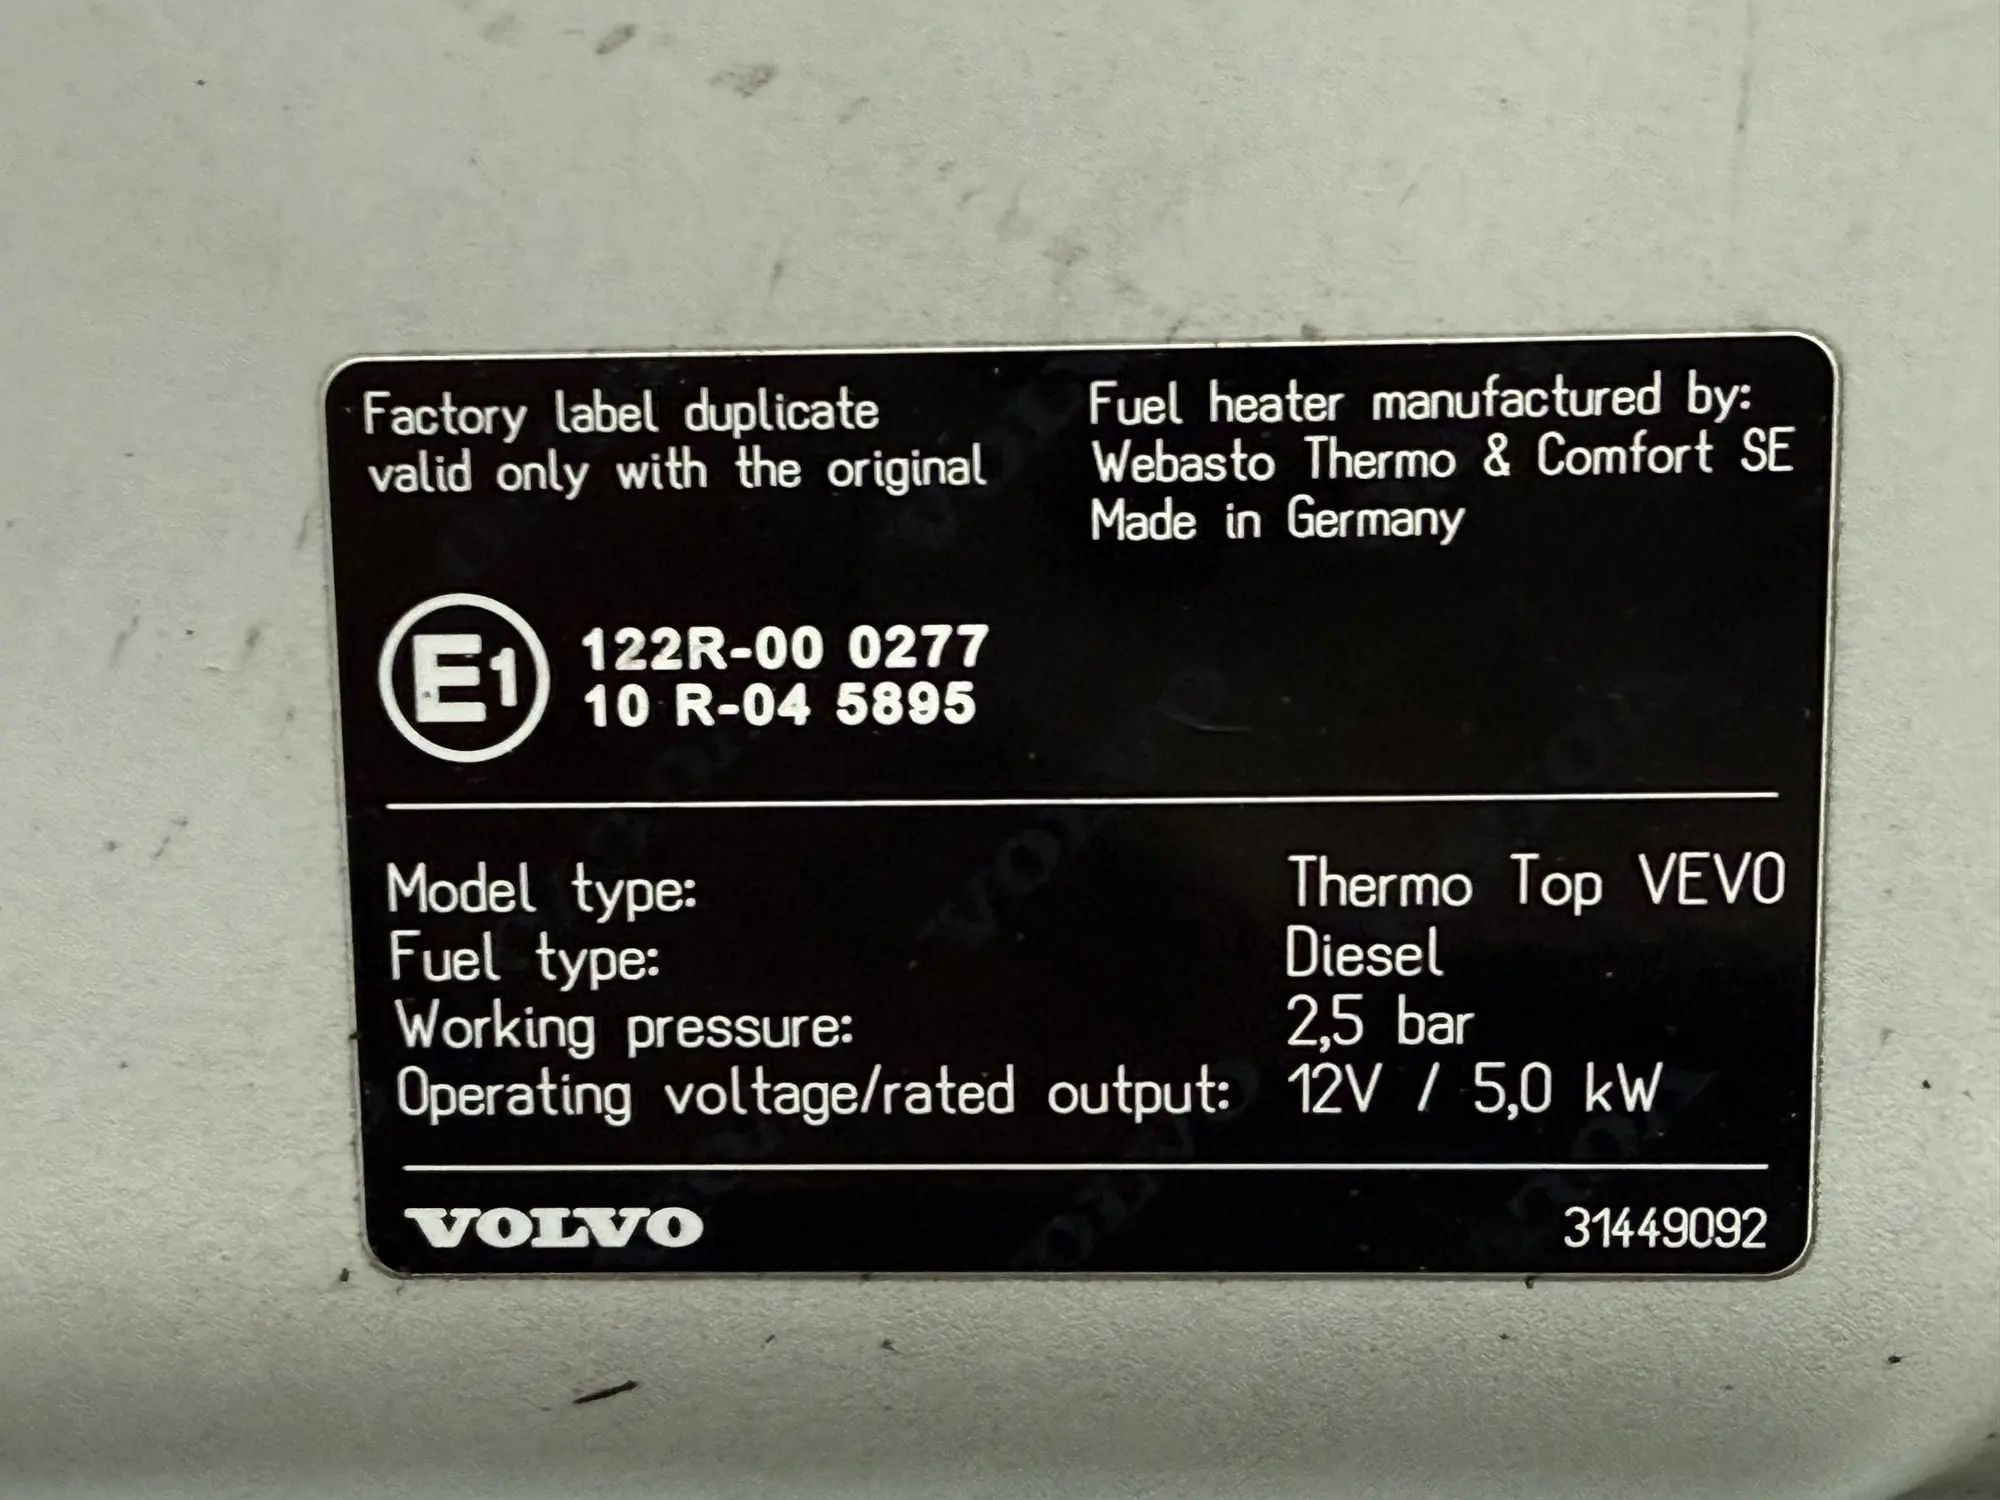 Factory label duplicate
valid only with the original
Fuel heater manufactured by:
Webasto Thermo & Comfort SE
Made in Germany
E1
122R-00 0277
10 R-04 5895
Model type: Thermo Top VEVO
Fuel type: Diesel
Working pressure: 2,5 bar
Operating voltage/rated output: 12V / 5,0 kW
VOLVO 31449092